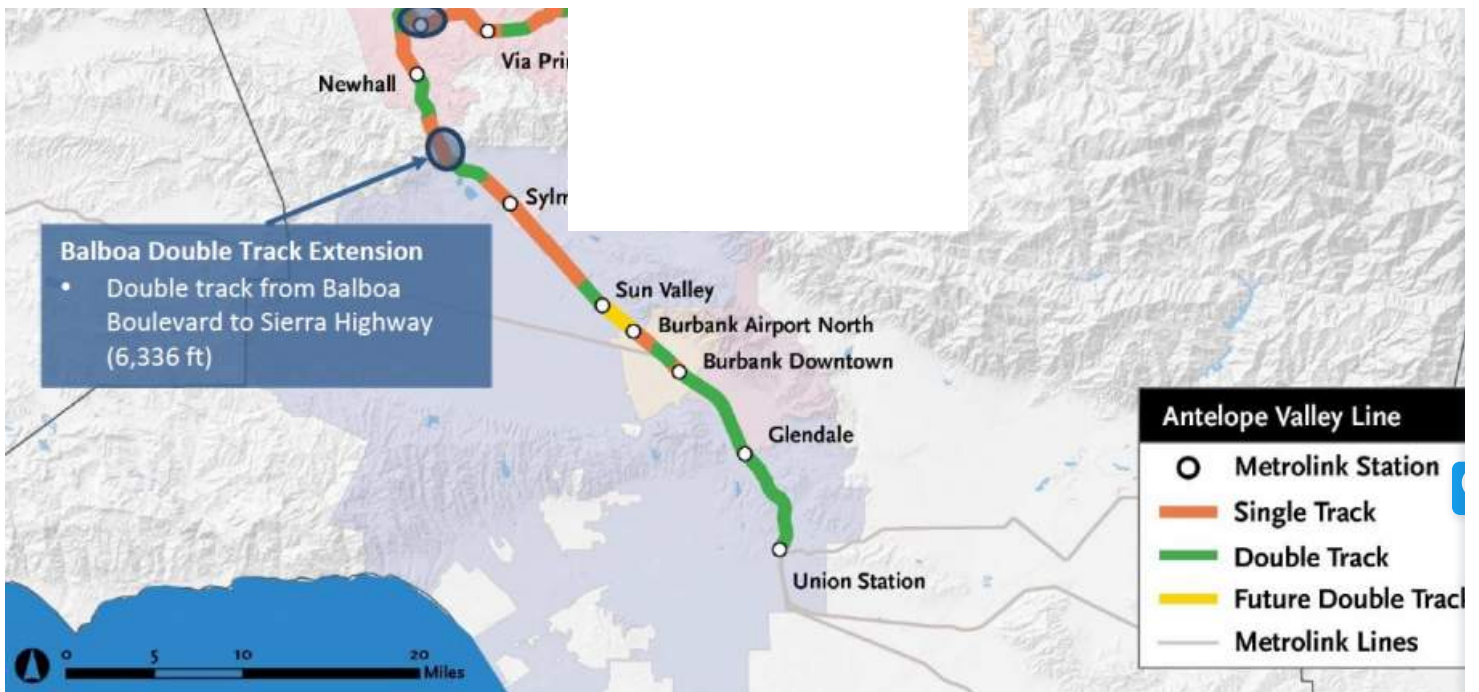 Via Pri
Newhall
Sylm
Balboa Double Track Extension
• Double track from Balboa
Boulevard to Sierra Highway
(6,336 ft)
Sun Valley
Burbank Airport North
Burbank Downtown
Glendale
Union Station
Antelope Valley Line
Metrolink Station
Single Track
Double Track
Future Double Track
Metrolink Lines
0 5 10 20
Miles